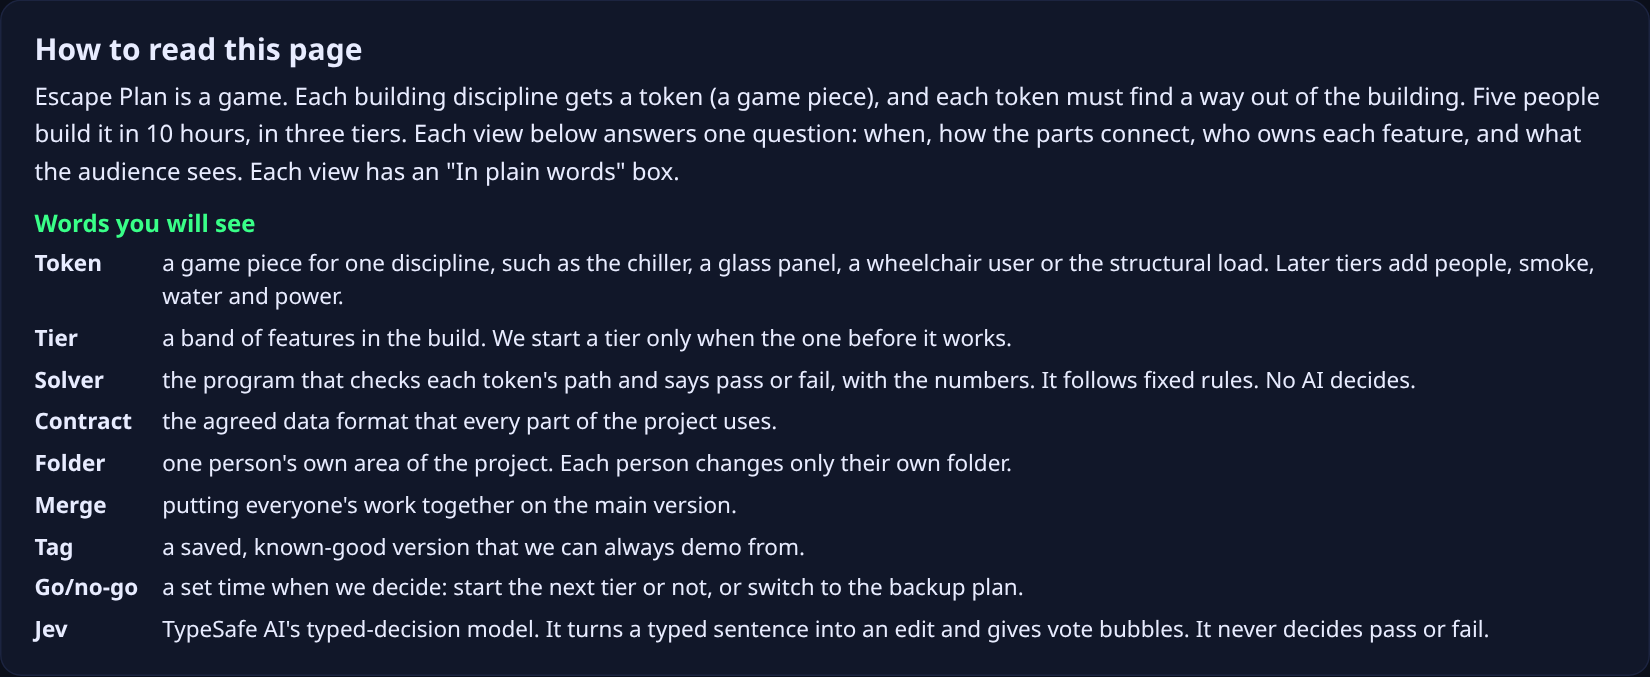 How to read this page
Escape Plan is a game. Each building discipline gets a token (a game piece), and each token must find a way out of the building. Five people
build it in 10 hours, in three tiers. Each view below answers one question: when, how the parts connect, who owns each feature, and what
the audience sees. Each view has an "In plain words" box.
Words you will see
Token a game piece for one discipline, such as the chiller, a glass panel, a wheelchair user or the structural load. Later tiers add people, smoke,
water and power.
Tier a band of features in the build. We start a tier only when the one before it works.
Solver the program that checks each token's path and says pass or fail, with the numbers. It follows fixed rules. No AI decides.
Contract the agreed data format that every part of the project uses.
Folder one person's own area of the project. Each person changes only their own folder.
Merge putting everyone's work together on the main version.
Tag a saved, known-good version that we can always demo from.
Go/no-go a set time when we decide: start the next tier or not, or switch to the backup plan.
Jev TypeSafe AI's typed-decision model. It turns a typed sentence into an edit and gives vote bubbles. It never decides pass or fail.